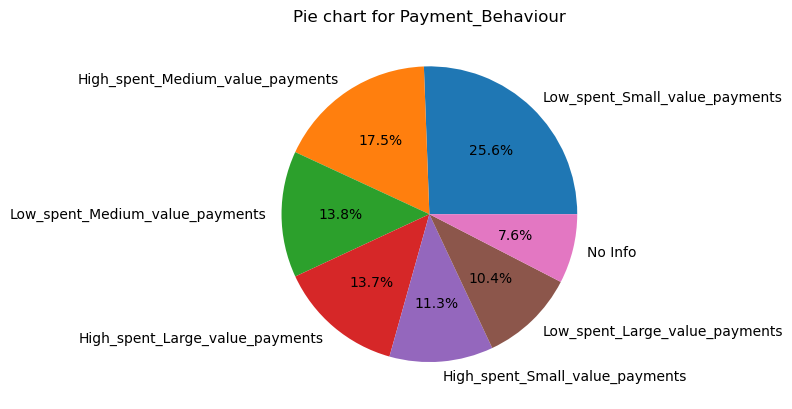 Pie chart for Payment_Behaviour
High_spent_Medium_value_payments
Low_spent_Small_value_payments
17.5%
25.6%
Low_spent_Medium_value_payments
13.8%
7.6%
No Info
13.7%
10.4%
11.3%
High_spent_Large_value_payments
Low_spent_Large_value_payments
High_spent_Small_value_payments